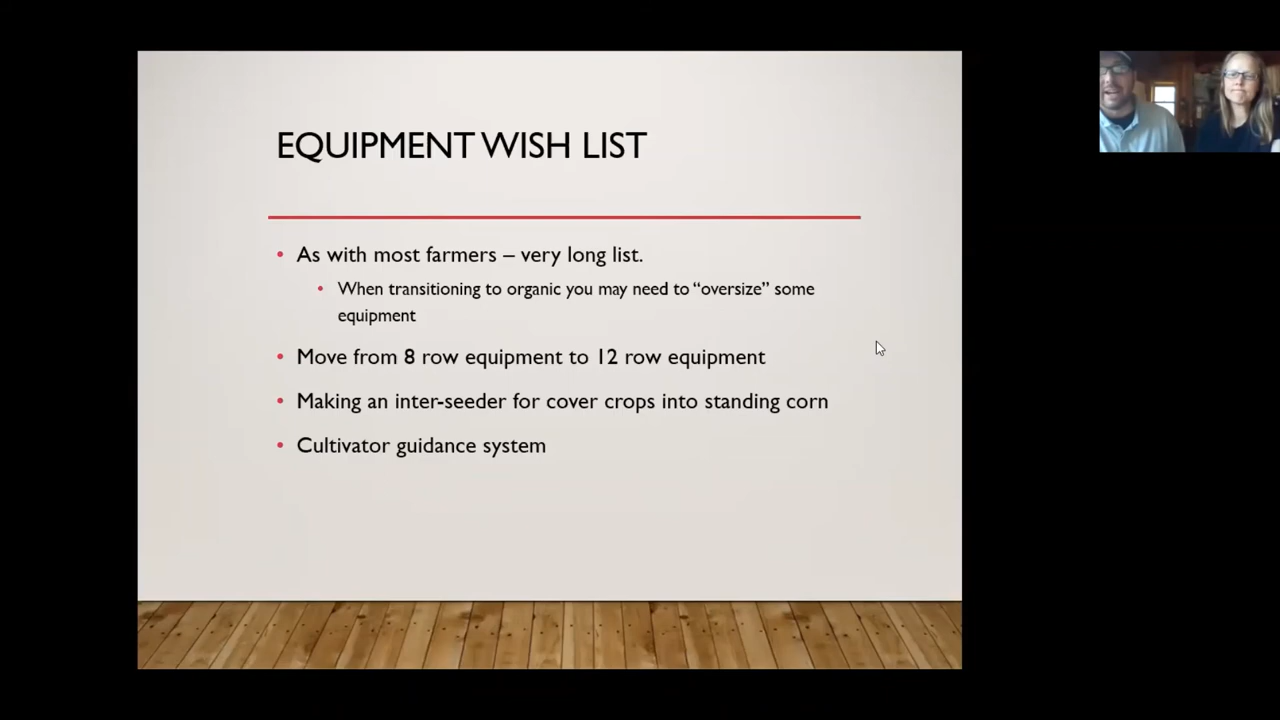 EQUIPMENT WISH LIST
• As with most farmers – very long list.
• When transitioning to organic you may need to “oversize” some
equipment
• Move from 8 row equipment to 12 row equipment
• Making an inter-seeder for cover crops into standing corn
• Cultivator guidance system